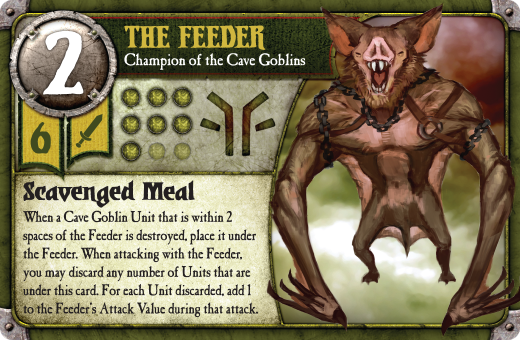 2
THE FEEDER
Champion of the Cave Goblins
6
Scavenged Meal
When a Cave Goblin Unit that is within 2
spaces of the Feeder is destroyed, place it under
the Feeder. When attacking with the Feeder,
you may discard any number of Units that are
under this card. For each Unit discarded, add 1
to the Feeder's Attack Value during that attack.